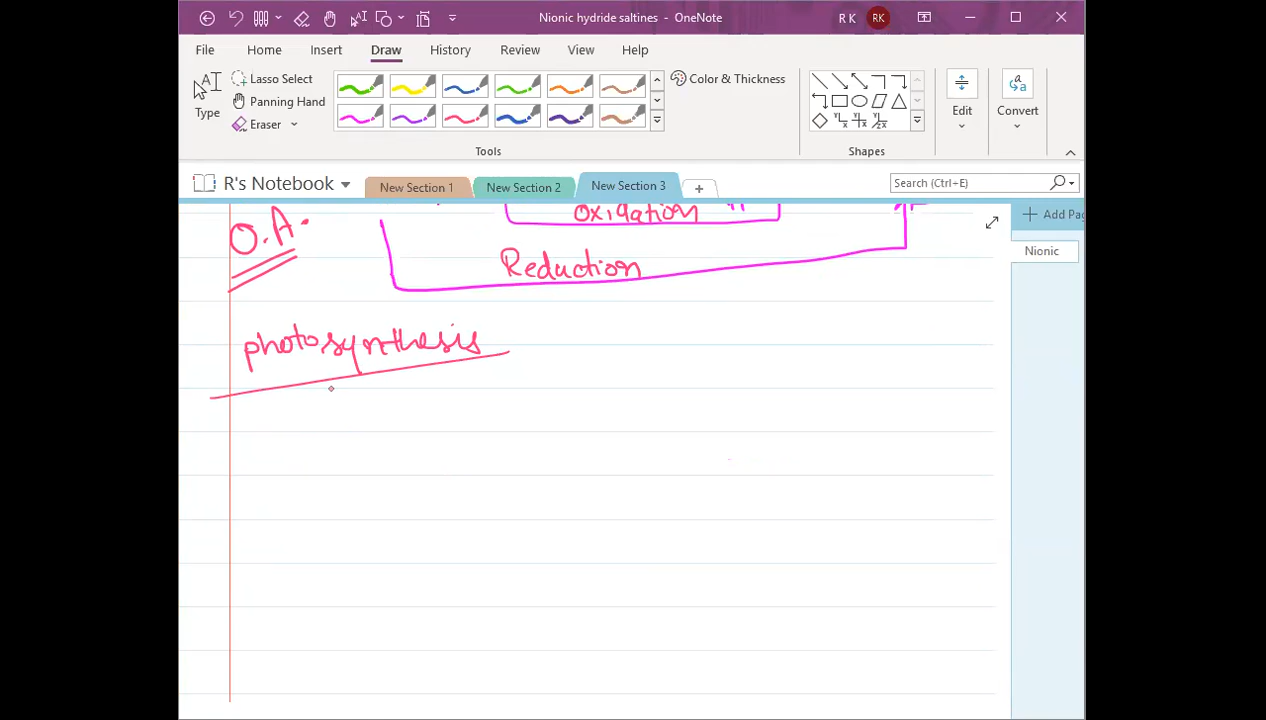 Nionic hydride saltines - OneNote
R K
RK
File Home Insert Draw History Review View Help
Type
Lasso Select
Panning Hand
Eraser
Color & Thickness
Edit
Convert
Tools
Shapes
R's Notebook
New Section 1
New Section 2
New Section 3
Search (Ctrl+E)
Oxidation
O.A.
Reduction
photosynthesis
Add Pag
Nionic